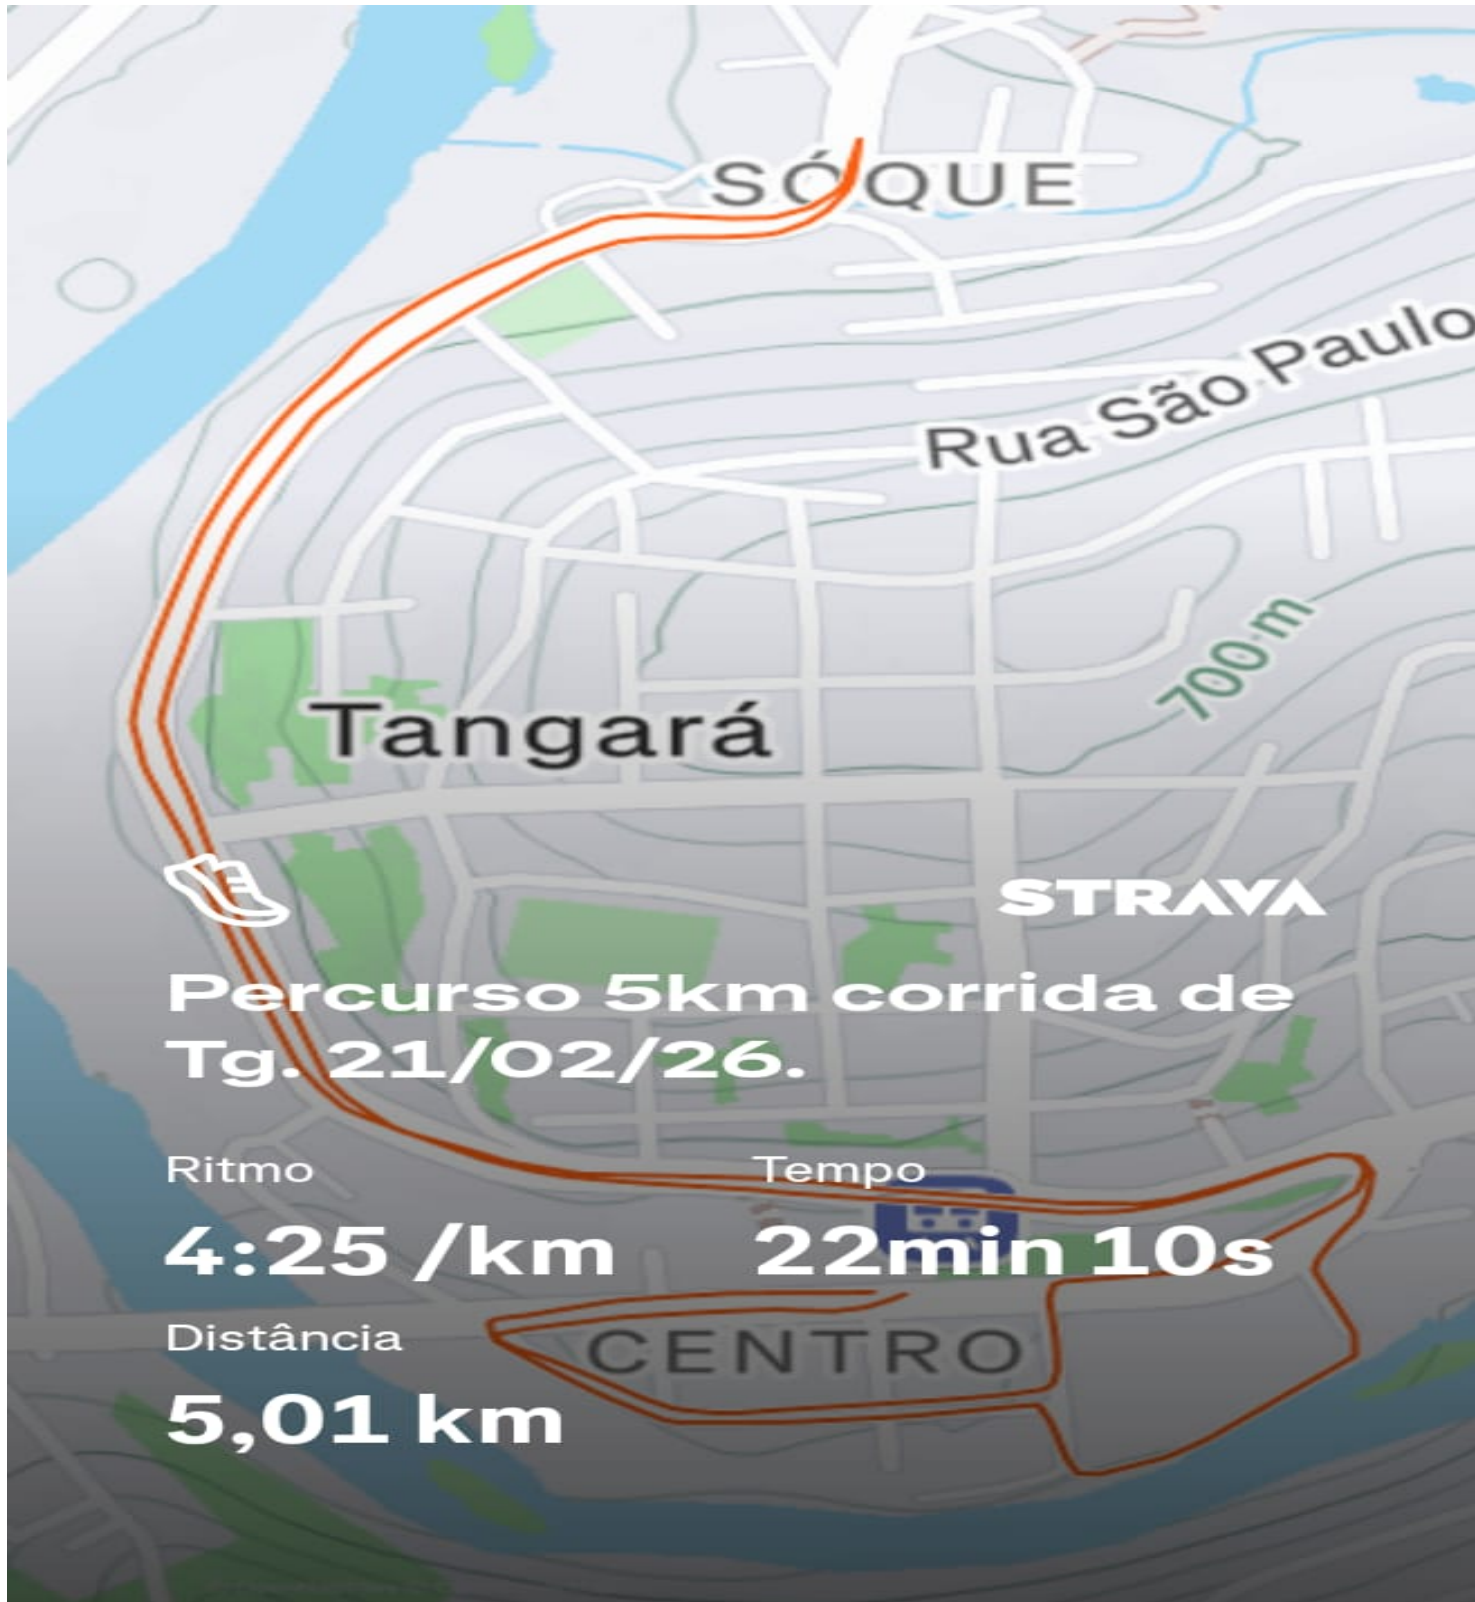 SÓQUE
Rua São Paulo
700 m
Tangará
STRAVA
Percurso 5km corrida de
Tg. 21/02/26.
Ritmo
Tempo
4:25 /km
22min 10s
Distância
CENTRO
5,01 km